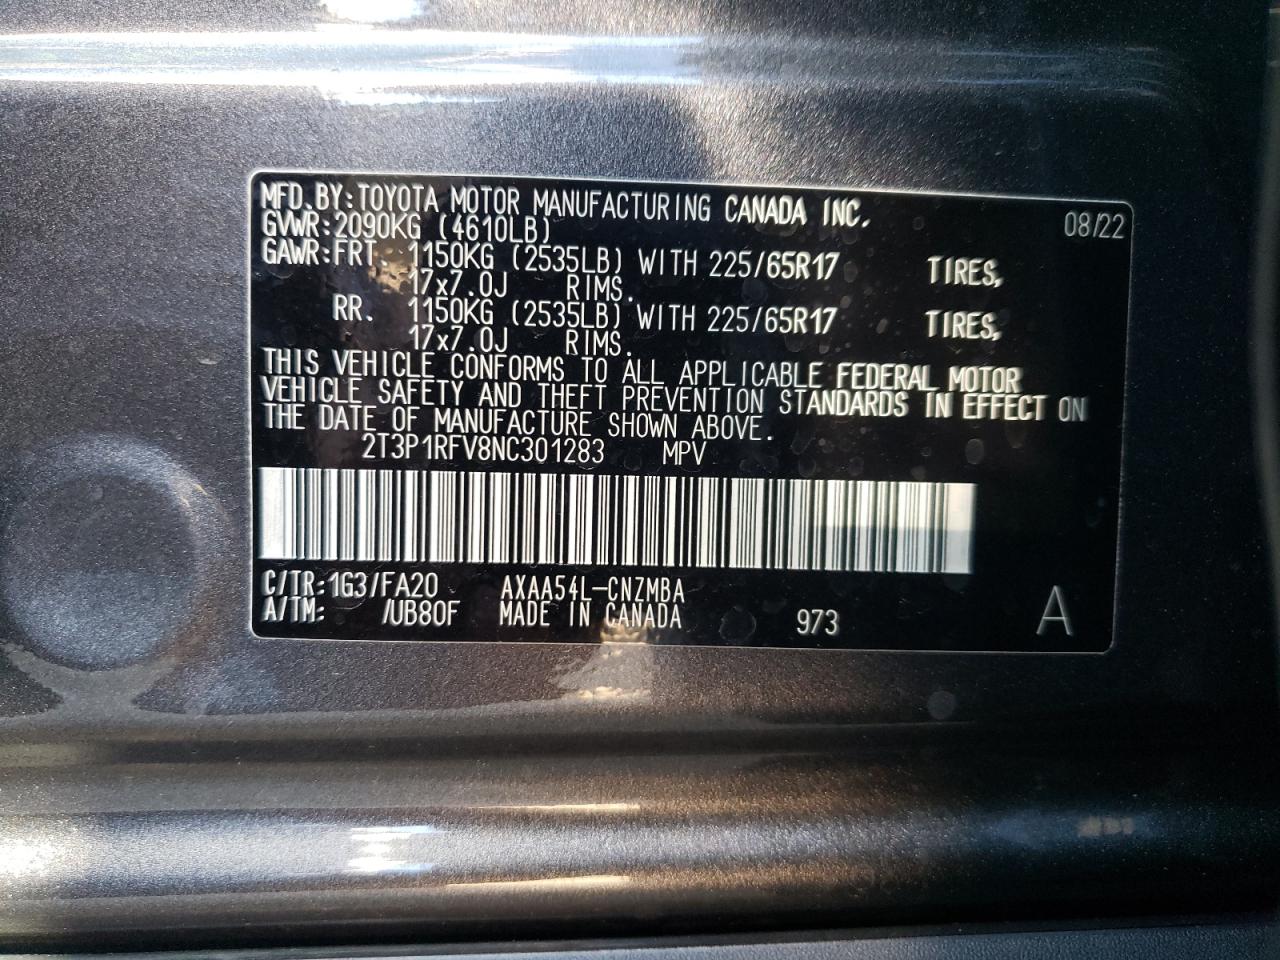 MFD.BY:TOYOTA MOTOR MANUFACTURING CANADA INC.
08/22
GVWR:2090KG (4610LB)
GAWR:FRT. 1150KG (2535LB) WITH 225/65R17 TIRES,
17x7.0J RIMS.
RR. 1150KG (2535LB) WITH 225/65R17 TIRES,
17x7.0J RIMS.
THIS VEHICLE CONFORMS TO ALL APPLICABLE FEDERAL MOTOR
VEHICLE SAFETY AND THEFT PREVENTION STANDARDS IN EFFECT ON
THE DATE OF MANUFACTURE SHOWN ABOVE.
2T3P1RFV8NC301283 MPV
C/TR:1G3/FA20 AXAA54L-CNZMBA
A/TM: /UB80F MADE IN CANADA 973 A